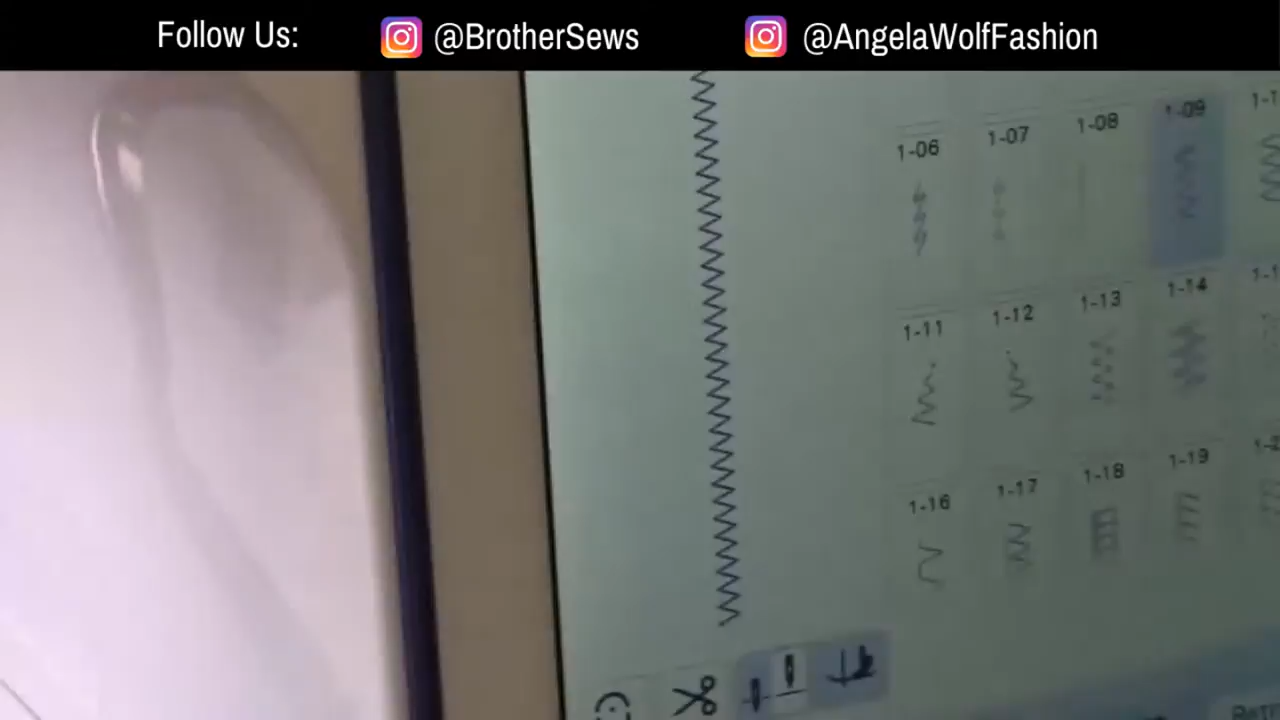 Follow Us: @BrotherSews @AngelaWolfFashion
1-06 1-07 1-08 1-09
1-11 1-12 1-13 1-14
1-16 1-17 1-18 1-19